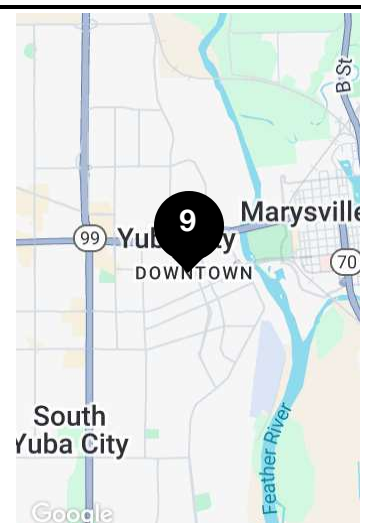 B St
9
Marysville
99
Yuba City
DOWNTOWN
70
South
Yuba City
Feather River
Google